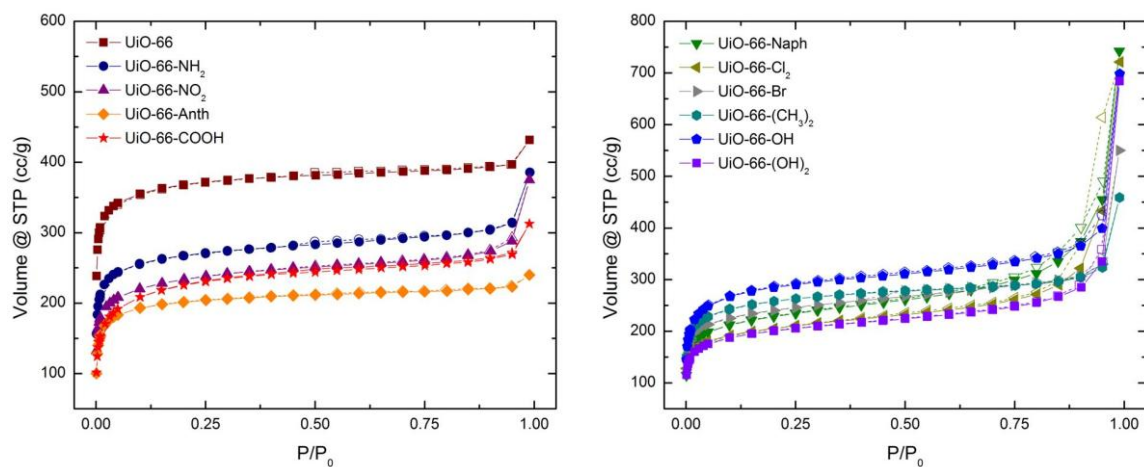 600
500
400
300
200
100
0
Volume @ STP (cc/g)
UiO-66
UiO-66-NH₂
UiO-66-NO₂
UiO-66-Anth
UiO-66-COOH
0.00 0.25 0.50 0.75 1.00
P/P₀
800
700
600
500
400
300
200
100
Volume @ STP (cc/g)
UiO-66-Naph
UiO-66-Cl₂
UiO-66-Br
UiO-66-(CH₃)₂
UiO-66-OH
UiO-66-(OH)₂
0.00 0.25 0.50 0.75 1.00
P/P₀